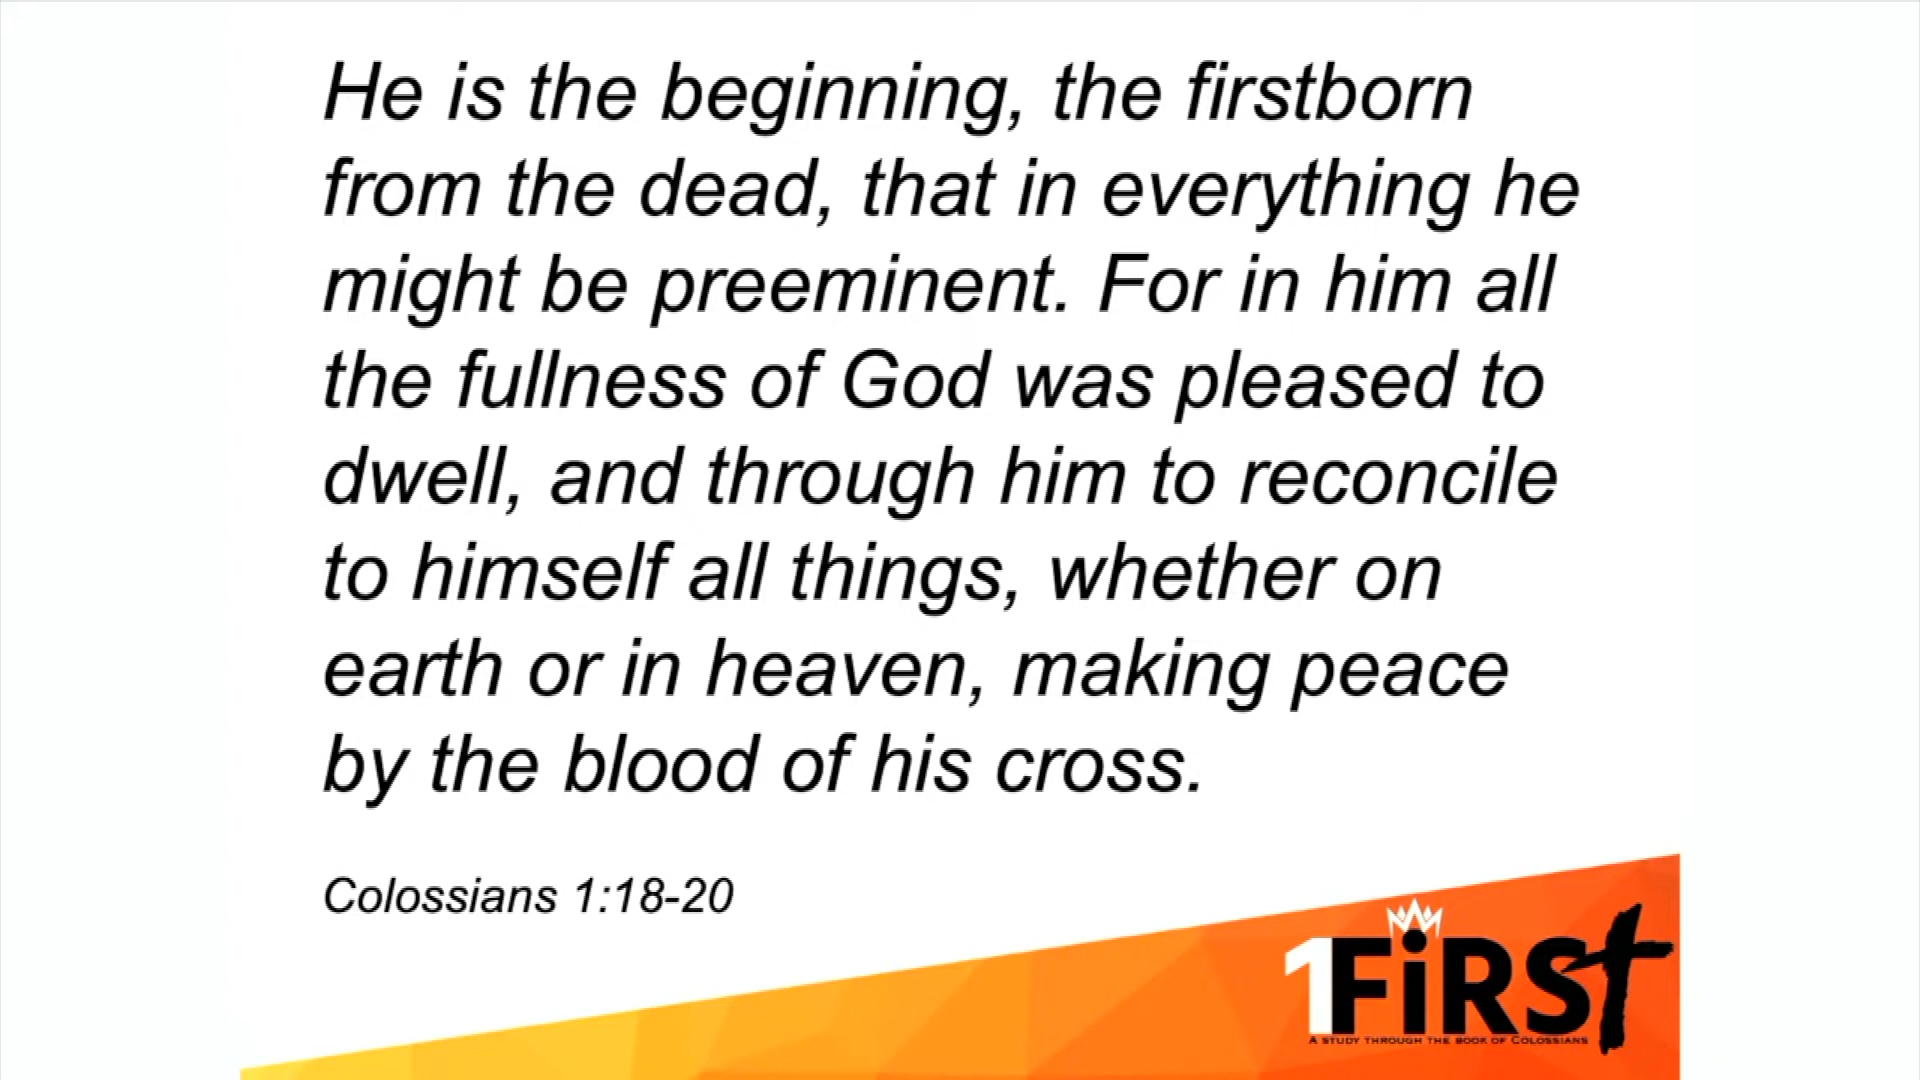 He is the beginning, the firstborn
from the dead, that in everything he
might be preeminent. For in him all
the fullness of God was pleased to
dwell, and through him to reconcile
to himself all things, whether on
earth or in heaven, making peace
by the blood of his cross.
Colossians 1:18-20
1FiRSt
A STUDY THROUGH THE BOOK OF COLOSSIANS